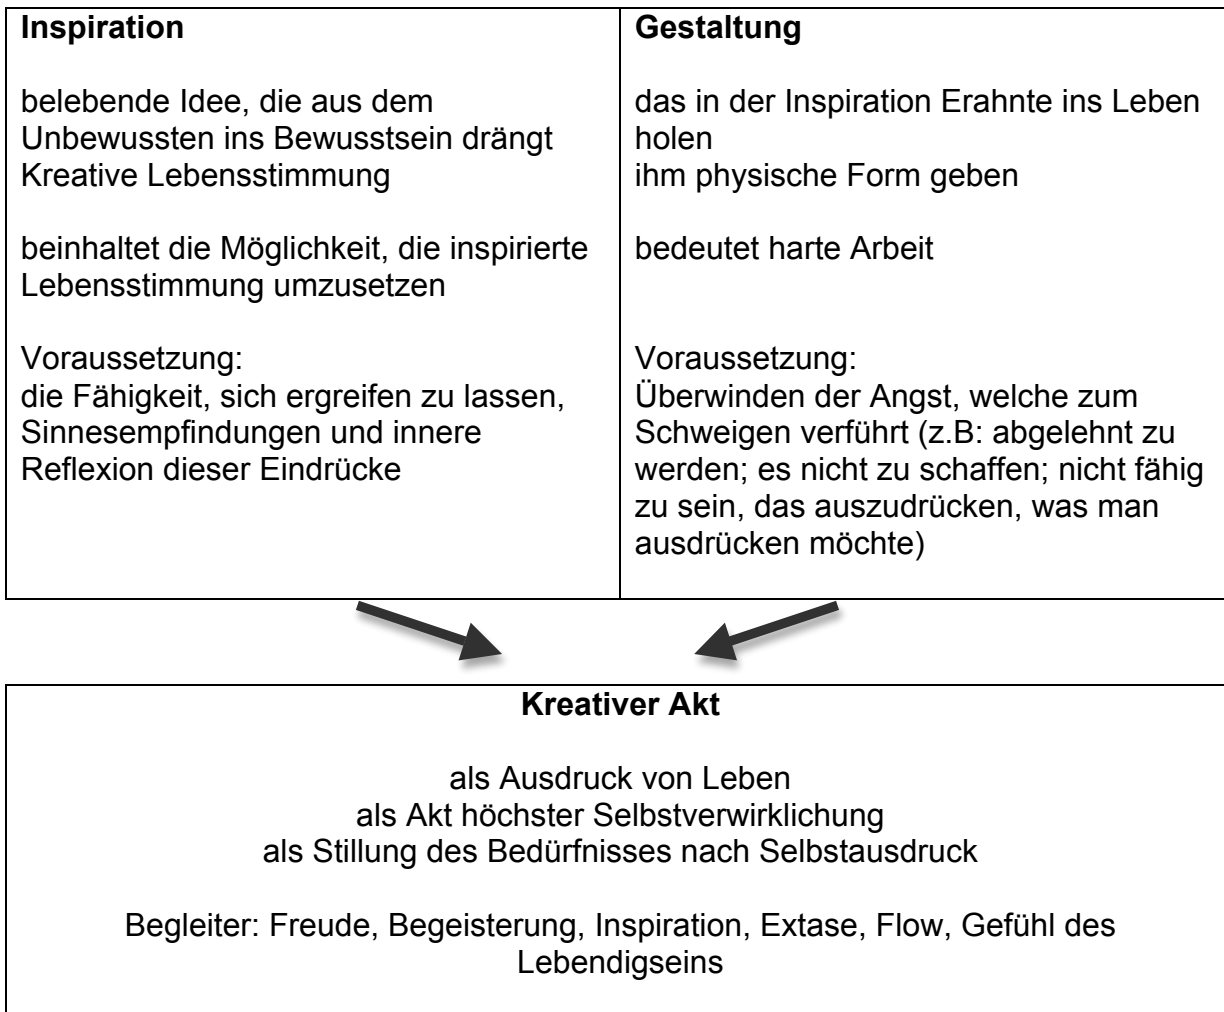 Inspiration
belebende Idee, die aus dem
Unbewussten ins Bewusstsein drängt
Kreative Lebensstimmung
beinhaltet die Möglichkeit, die inspirierte
Lebensstimmung umzusetzen
Voraussetzung:
die Fähigkeit, sich ergreifen zu lassen,
Sinnesempfindungen und innere
Reflexion dieser Eindrücke
Gestaltung
das in der Inspiration Erahnte ins Leben
holen
ihm physische Form geben
bedeutet harte Arbeit
Voraussetzung:
Überwinden der Angst, welche zum
Schweigen verführt (z.B: abgelehnt zu
werden; es nicht zu schaffen; nicht fähig
zu sein, das auszudrücken, was man
ausdrücken möchte)
Kreativer Akt
als Ausdruck von Leben
als Akt höchster Selbstverwirklichung
als Stillung des Bedürfnisses nach Selbstausdruck
Begleiter: Freude, Begeisterung, Inspiration, Extase, Flow, Gefühl des
Lebendigseins